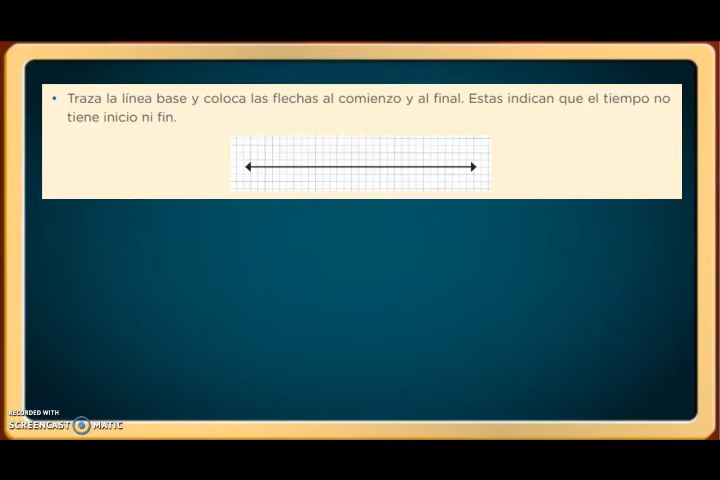 • Traza la línea base y coloca las flechas al comienzo y al final. Estas indican que el tiempo no
tiene inicio ni fin.
RECORDED WITH
SCREENCAST MATIC